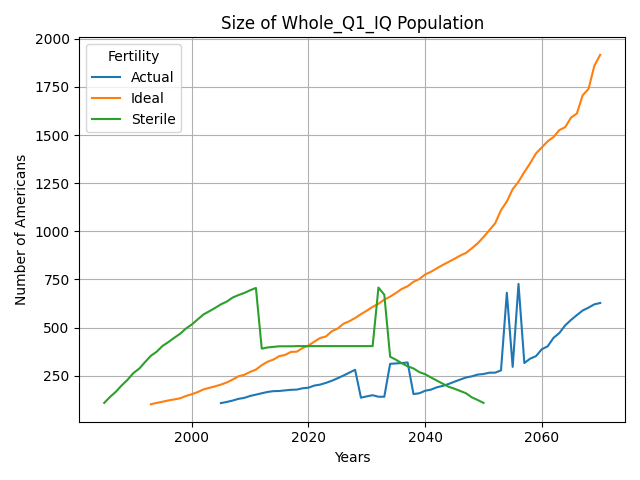 Size of Whole_Q1_IQ Population
Fertility
Actual
Ideal
Sterile
2000
1750
1500
1250
1000
750
500
250
Number of Americans
2000
2020
2040
2060
Years